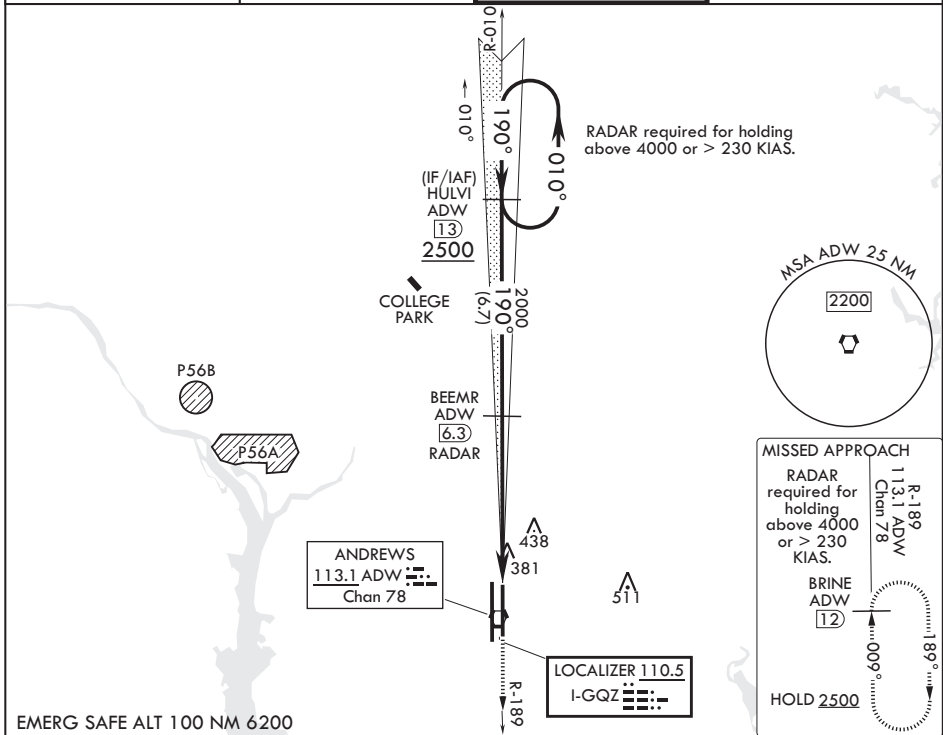 R-010
010°
190°
010°
RADAR required for holding
above 4000 or > 230 KIAS.
(IF/IAF)
HULVI
ADW
13
2500
COLLEGE
PARK
2000
190°
(6.7)
MSA ADW 25 NM
2200
P56B
P56A
BEEMR
ADW
6.3
RADAR
438
381
511
ANDREWS
113.1 ADW
Chan 78
LOCALIZER 110.5
I-GQZ
R-189
MISSED APPROACH
RADAR
required for
holding
above 4000
or > 230
KIAS.
R-189
113.1 ADW
Chan 78
BRINE
ADW
12
009°
189°
HOLD 2500
EMERG SAFE ALT 100 NM 6200